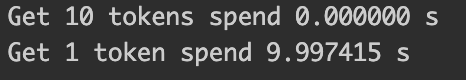 Get 10 tokens spend 0.000000 s
Get 1 token spend 9.997415 s